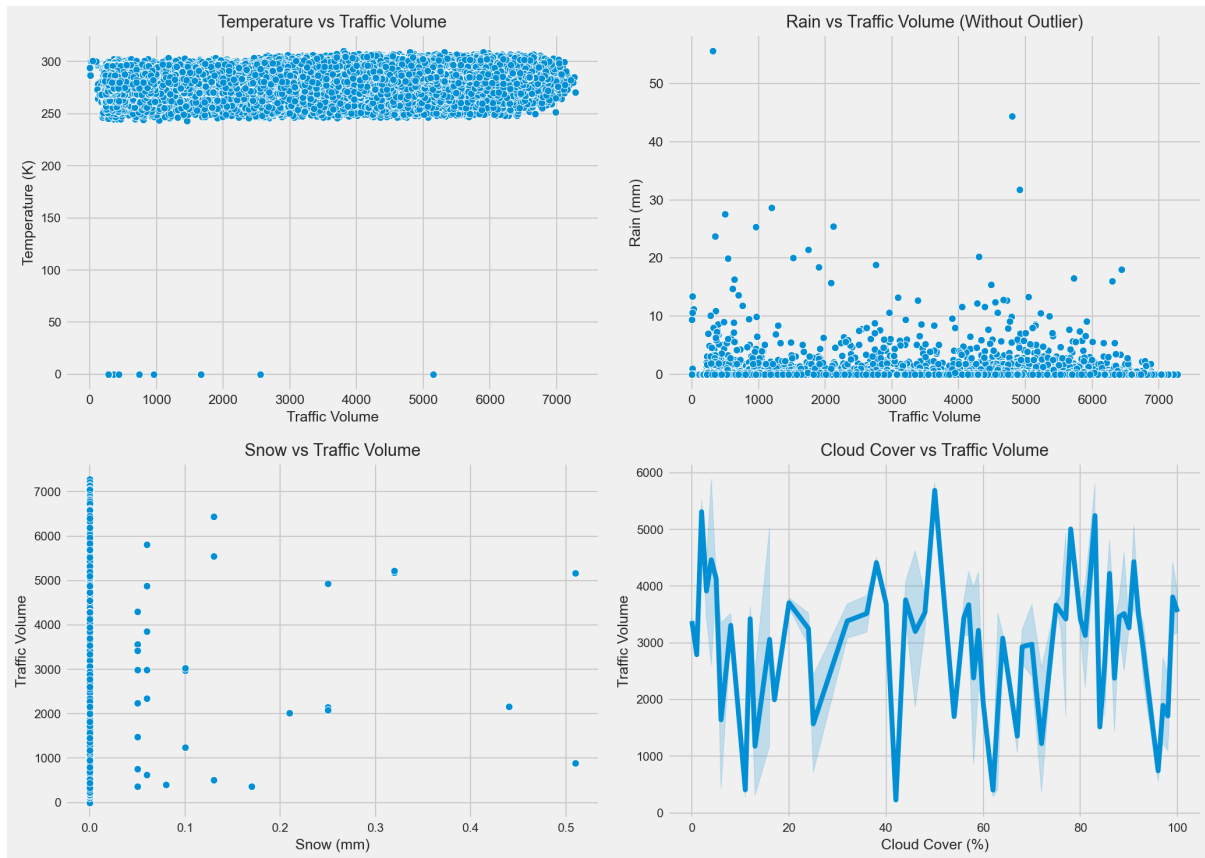 Temperature vs Traffic Volume
Temperature (K)
300
250
200
150
100
50
0
0 1000 2000 3000 4000 5000 6000 7000
Traffic Volume
Rain vs Traffic Volume (Without Outlier)
Rain (mm)
50
40
30
20
10
0
0 1000 2000 3000 4000 5000 6000 7000
Traffic Volume
Snow vs Traffic Volume
Traffic Volume
7000
6000
5000
4000
3000
2000
1000
0
0.0 0.1 0.2 0.3 0.4 0.5
Snow (mm)
Cloud Cover vs Traffic Volume
Traffic Volume
6000
5000
4000
3000
2000
1000
0
0 20 40 60 80 100
Cloud Cover (%)